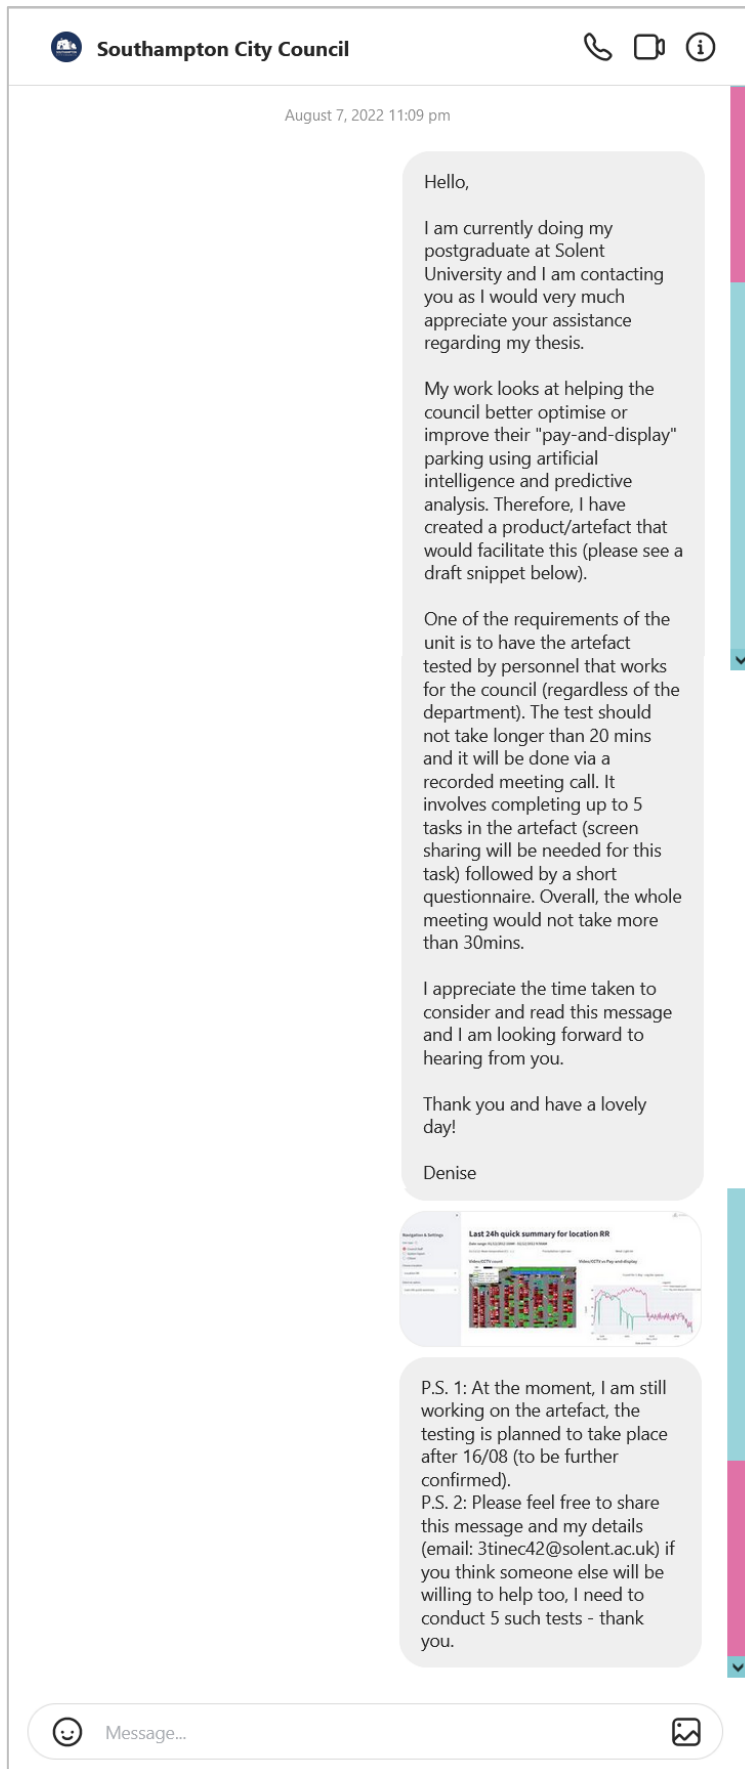 Southampton City Council
August 7, 2022 11:09 pm
Hello,
I am currently doing my
postgraduate at Solent
University and I am contacting
you as I would very much
appreciate your assistance
regarding my thesis.
My work looks at helping the
council better optimise or
improve their "pay-and-display"
parking using artificial
intelligence and predictive
analysis. Therefore, I have
created a product/artefact that
would facilitate this (please see a
draft snippet below).
One of the requirements of the
unit is to have the artefact
tested by personnel that works
for the council (regardless of the
department). The test should
not take longer than 20 mins
and it will be done via a
recorded meeting call. It
involves completing up to 5
tasks in the artefact (screen
sharing will be needed for this
task) followed by a short
questionnaire. Overall, the whole
meeting would not take more
than 30mins.
I appreciate the time taken to
consider and read this message
and I am looking forward to
hearing from you.
Thank you and have a lovely
day!
Denise
Navigation & Settings
Last 24h quick summary for location RR
Video/CCTV count
Video/CCTV vs Pay-and-display
P.S. 1: At the moment, I am still
working on the artefact, the
testing is planned to take place
after 16/08 (to be further
confirmed).
P.S. 2: Please feel free to share
this message and my details
(email: 3tinec42@solent.ac.uk) if
you think someone else will be
willing to help too, I need to
conduct 5 such tests - thank
you.
Message...